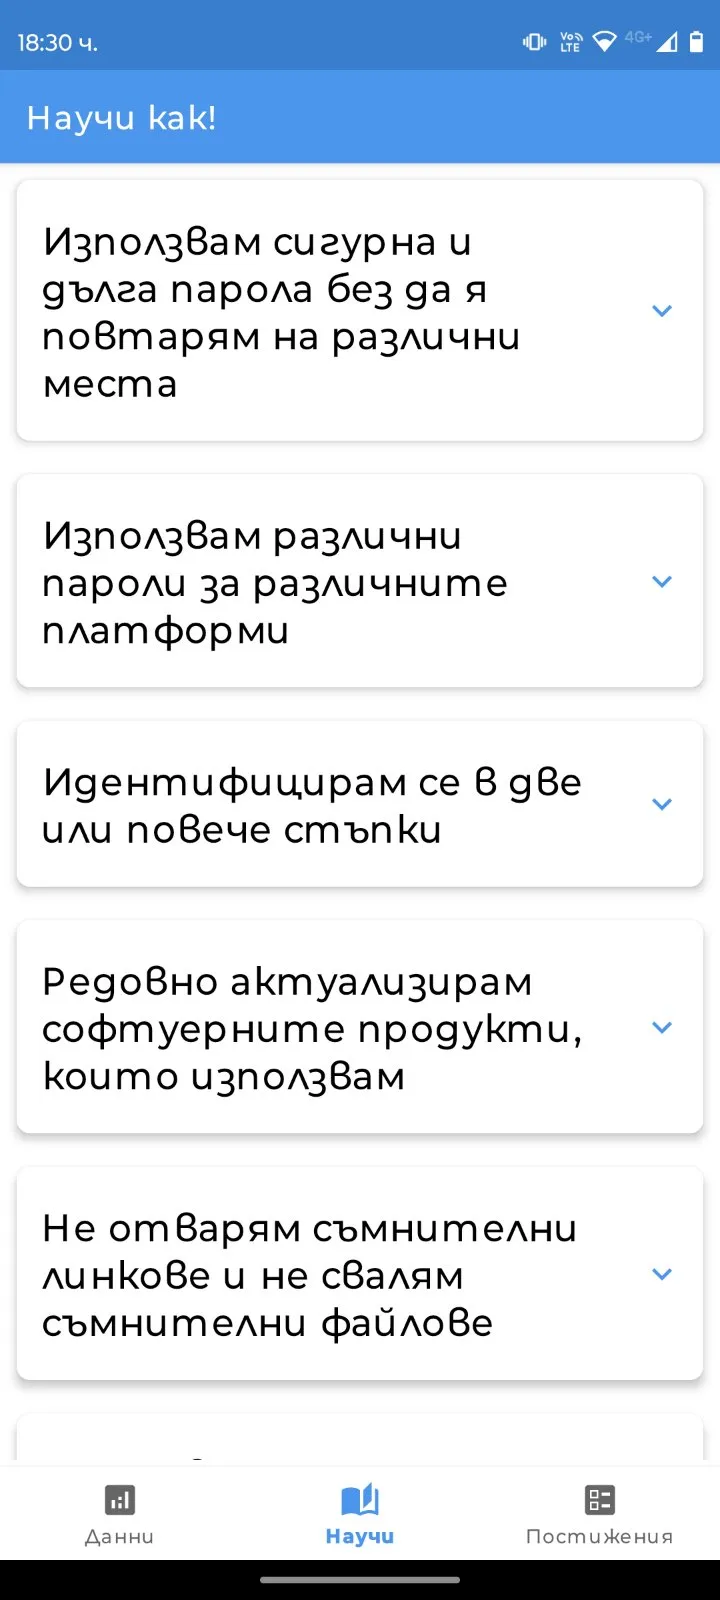 18:30 ч.
Vo
LTE
4G+
Научи как!
Използвам сигурна и
дълга парола без да я
повтарям на различни
места
Използвам различни
пароли за различните
платформи
Идентифицирам се в две
или повече стъпки
Редовно актуализирам
софтуерните продукти,
които използвам
Не отварям съмнителни
линкове и не свалям
съмнителни файлове
Данни
Научи
Постижения